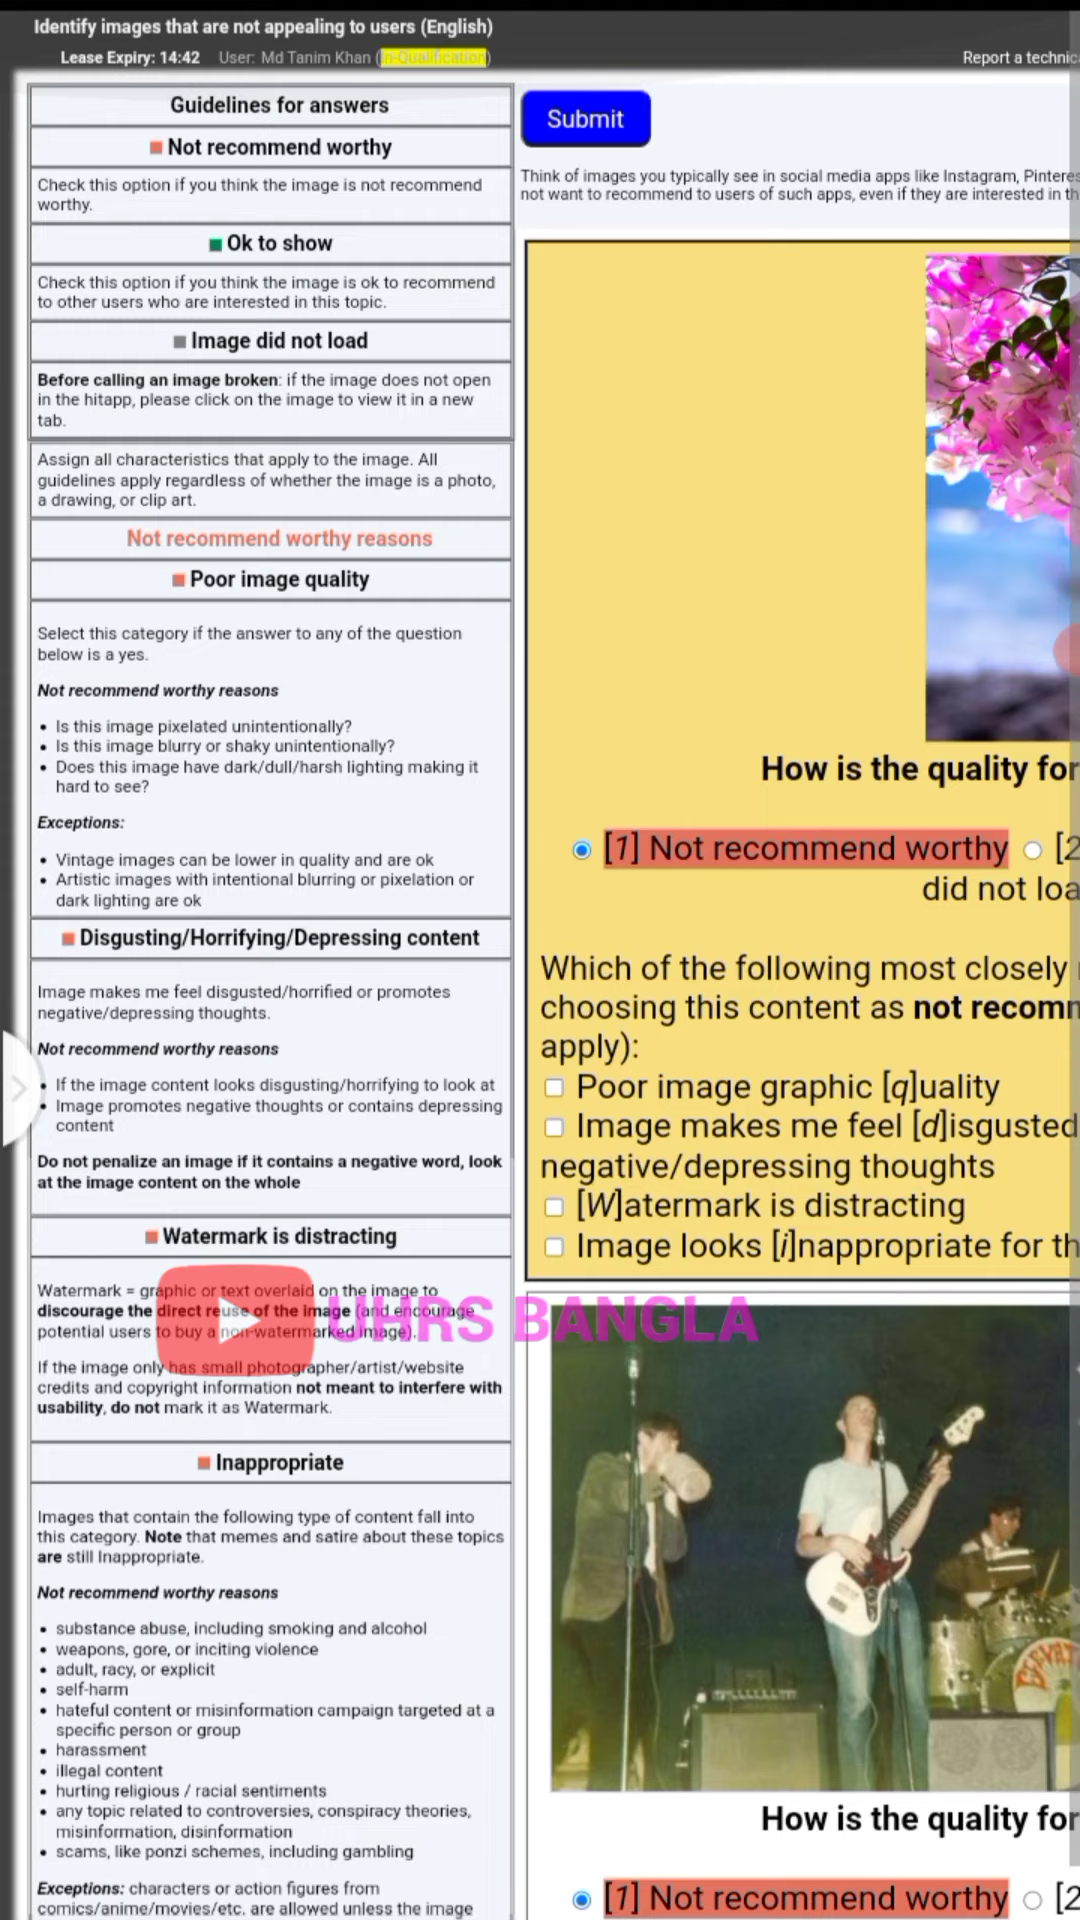 Identify images that are not appealing to users (English)
Lease Expiry: 14:42 User: Md Tanim Khan (In-Qualification)
Report a technic
Guidelines for answers
Not recommend worthy
Check this option if you think the image is not recommend
worthy.
Ok to show
Check this option if you think the image is ok to recommend
to other users who are interested in this topic.
Image did not load
Before calling an image broken: if the image does not open
in the hitapp, please click on the image to view it in a new
tab.
Assign all characteristics that apply to the image. All
guidelines apply regardless of whether the image is a photo,
a drawing, or clip art.
Not recommend worthy reasons
Poor image quality
Select this category if the answer to any of the question
below is a yes.
Not recommend worthy reasons
• Is this image pixelated unintentionally?
• Is this image blurry or shaky unintentionally?
• Does this image have dark/dull/harsh lighting making it
hard to see?
Exceptions:
• Vintage images can be lower in quality and are ok
• Artistic images with intentional blurring or pixelation or
dark lighting are ok
Disgusting/Horrifying/Depressing content
Image makes me feel disgusted/horrified or promotes
negative/depressing thoughts.
Not recommend worthy reasons
• If the image content looks disgusting/horrifying to look at
• Image promotes negative thoughts or contains depressing
content
Do not penalize an image if it contains a negative word, look
at the image content on the whole
Watermark is distracting
Watermark = graphic or text overlaid on the image to
discourage the direct reuse of the image (and encourage
potential users to buy a non-watermarked image).
If the image only has small photographer/artist/website
credits and copyright information not meant to interfere with
usability, do not mark it as Watermark.
Inappropriate
Images that contain the following type of content fall into
this category. Note that memes and satire about these topics
are still Inappropriate.
Not recommend worthy reasons
• substance abuse, including smoking and alcohol
• weapons, gore, or inciting violence
• adult, racy, or explicit
• self-harm
• hateful content or misinformation campaign targeted at a
specific person or group
• harassment
• illegal content
• hurting religious / racial sentiments
• any topic related to controversies, conspiracy theories,
misinformation, disinformation
• scams, like ponzi schemes, including gambling
Exceptions: characters or action figures from
comics/anime/movies/etc. are allowed unless the image
Submit
Think of images you typically see in social media apps like Instagram, Pinteres
not want to recommend to users of such apps, even if they are interested in th
How is the quality for
[1] Not recommend worthy [2
did not loa
Which of the following most closely
choosing this content as not recom
apply):
Poor image graphic [q]uality
Image makes me feel [d]isgusted
negative/depressing thoughts
[W]atermark is distracting
Image looks [i]nappropriate for th
UHRS BANGLA
How is the quality for
[1] Not recommend worthy [2